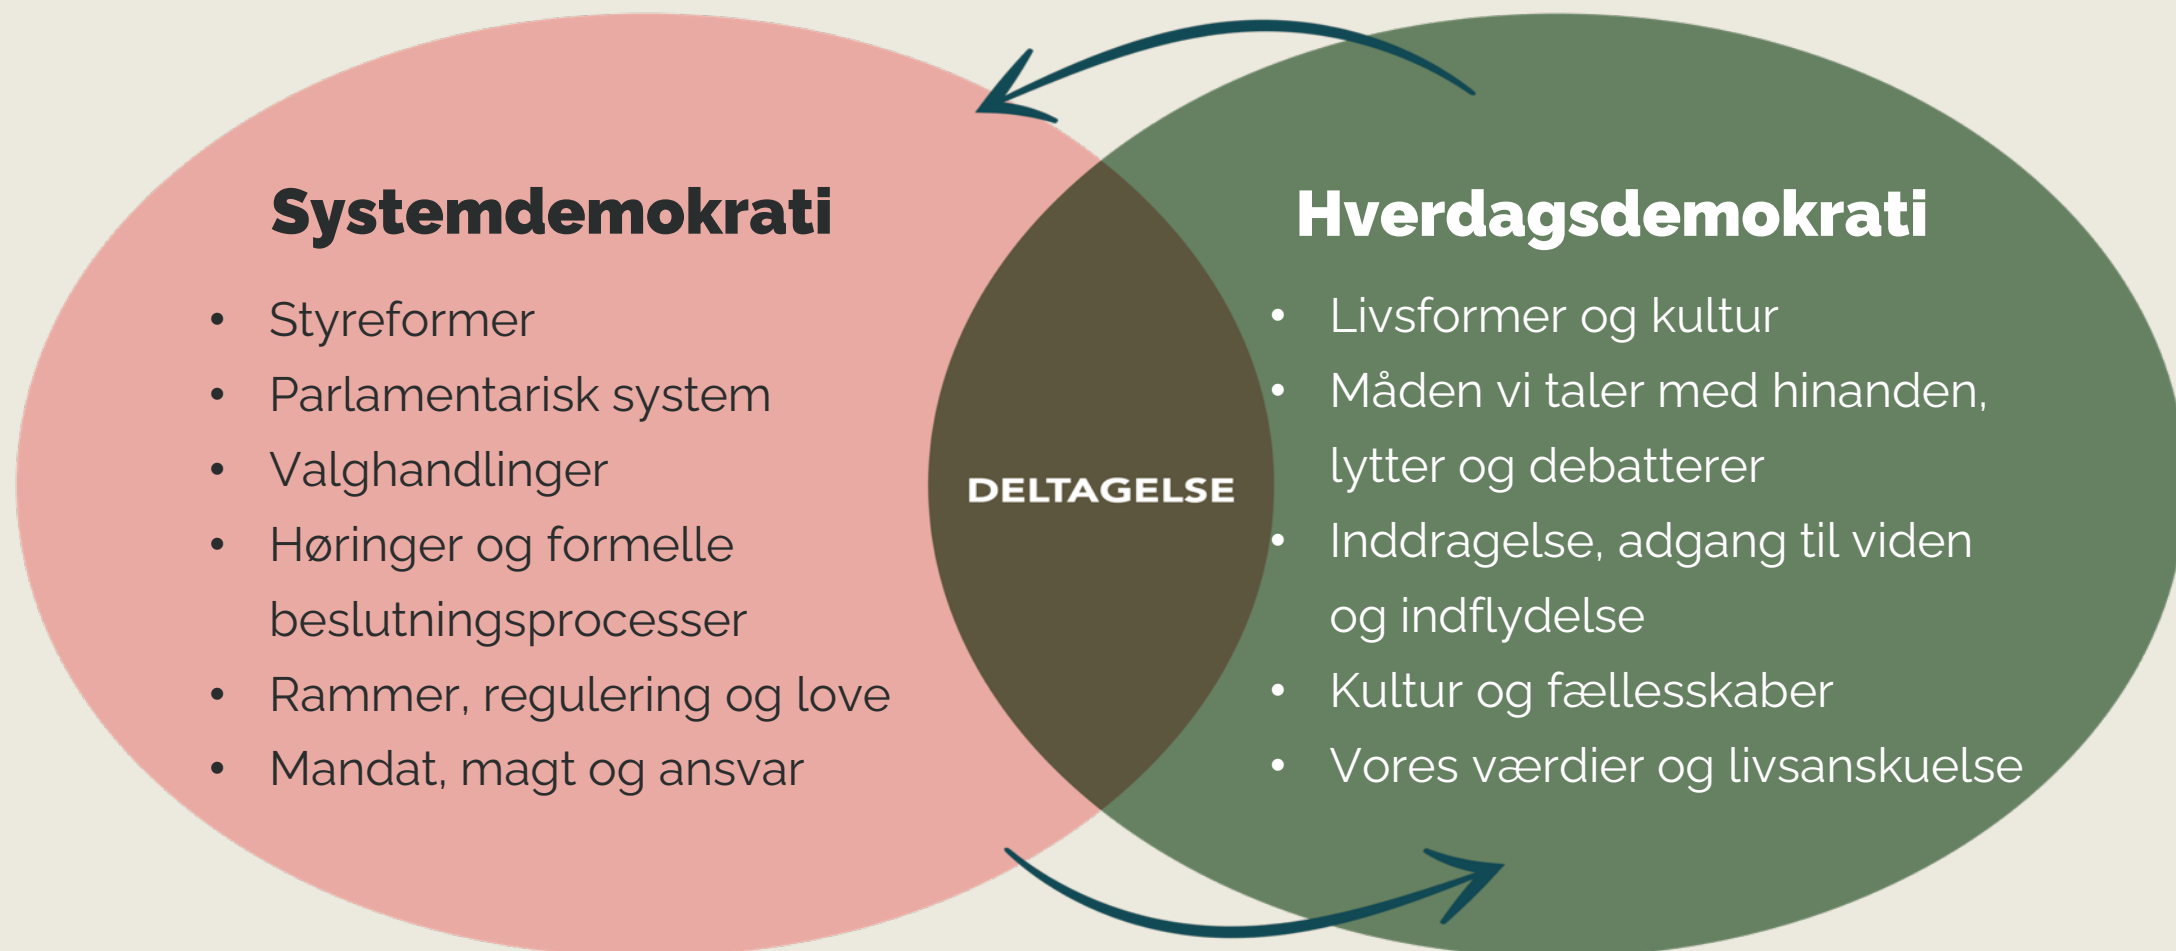 Systemdemokrati
• Styreformer
• Parlamentarisk system
• Valghandlinger
• Høringer og formelle
beslutningsprocesser
• Rammer, regulering og love
• Mandat, magt og ansvar
DELTAGELSE
Hverdagsdemokrati
• Livsformer og kultur
• Måden vi taler med hinanden,
lytter og debatterer
• Inddragelse, adgang til viden
og indflydelse
• Kultur og fællesskaber
• Vores værdier og livsanskuelse